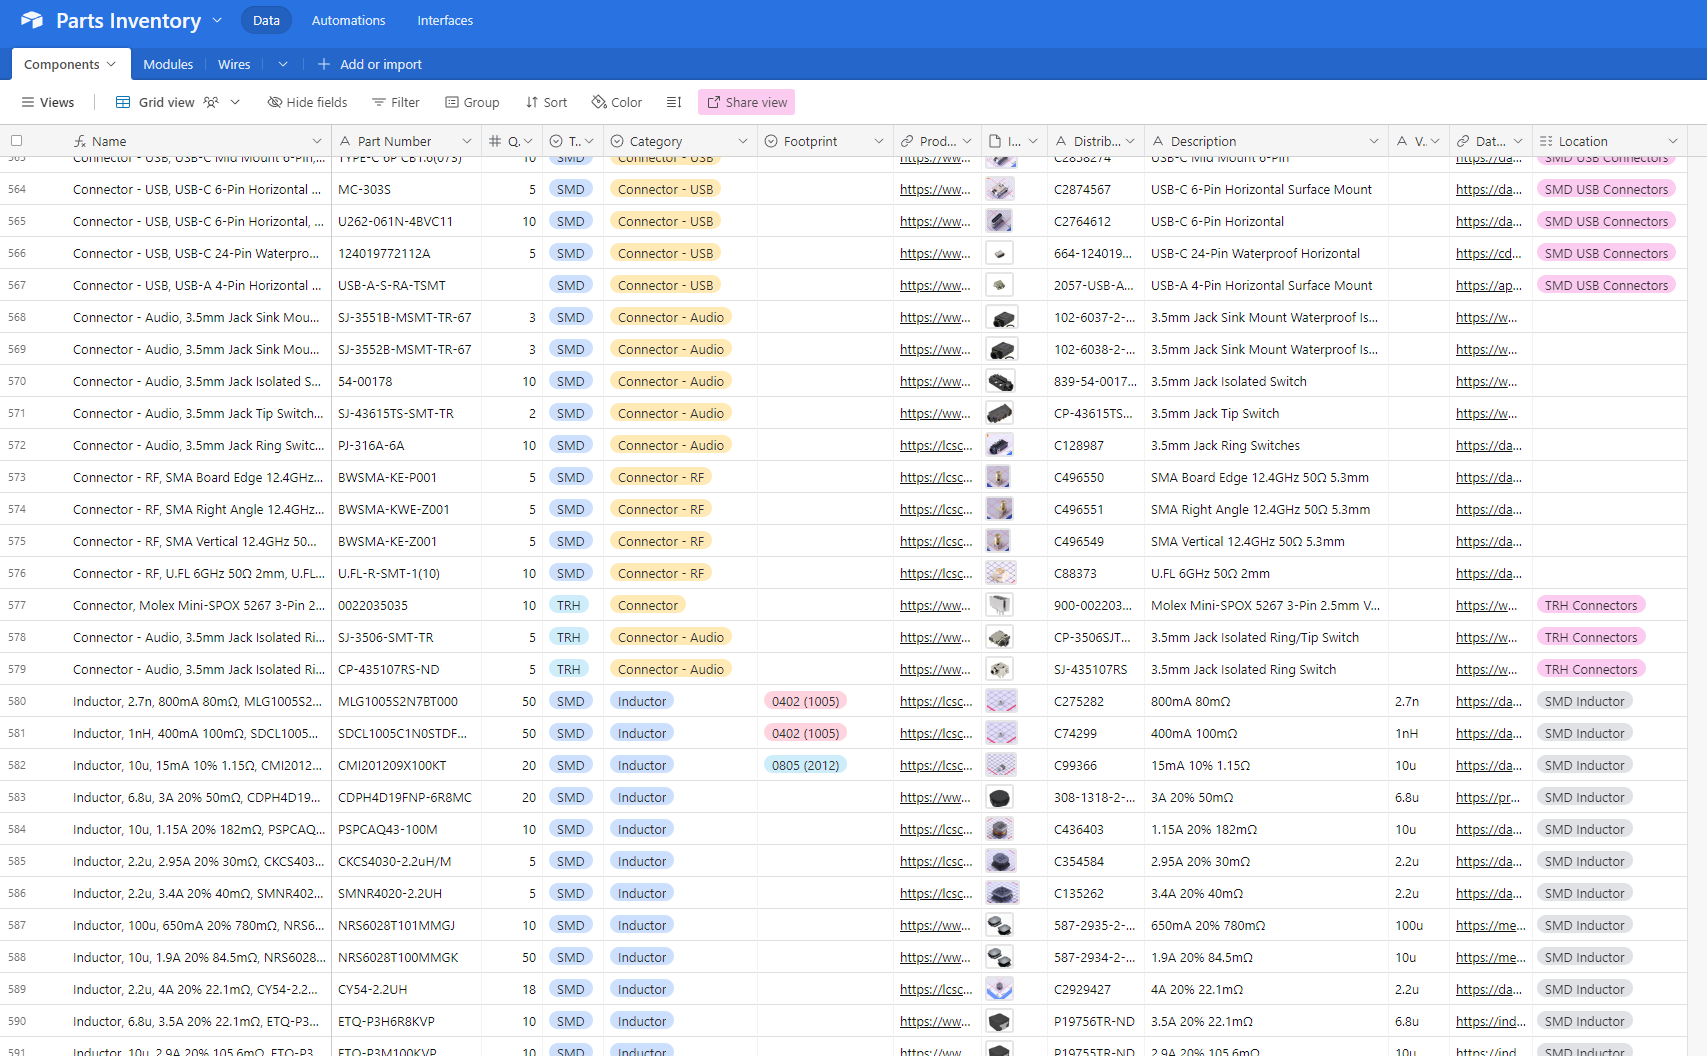 Parts Inventory Data Automations Interfaces
Components Modules Wires Add or import
Views Grid view Hide fields Filter Group Sort Color Share view
Name Part Number Q. T.. Category Footprint Prod... I... Distrib... Description V.. Dat... Location
563 Connector - USB, USB-C Mid Mount 6-Pin,... TYPE-C 6P CB1.6(073) 10 SMD Connector - USB https://ww... C2858274 USB-C Mid Mount 6-Pin https://da... SMD USB Connectors
564 Connector - USB, USB-C 6-Pin Horizontal ... MC-303S 5 SMD Connector - USB https://ww... C2874567 USB-C 6-Pin Horizontal Surface Mount https://da... SMD USB Connectors
565 Connector - USB, USB-C 6-Pin Horizontal, ... U262-061N-4BVC11 10 SMD Connector - USB https://ww... C2764612 USB-C 6-Pin Horizontal https://da... SMD USB Connectors
566 Connector - USB, USB-C 24-Pin Waterpro... 124019772112A 5 SMD Connector - USB https://ww... 664-124019... USB-C 24-Pin Waterproof Horizontal https://cd... SMD USB Connectors
567 Connector - USB, USB-A 4-Pin Horizontal ... USB-A-S-RA-TSMT SMD Connector - USB https://ww... 2057-USB-A... USB-A 4-Pin Horizontal Surface Mount https://ap... SMD USB Connectors
568 Connector - Audio, 3.5mm Jack Sink Mou... SJ-3551B-MSMT-TR-67 3 SMD Connector - Audio https://ww... 102-6037-2-... 3.5mm Jack Sink Mount Waterproof Is... https://w...
569 Connector - Audio, 3.5mm Jack Sink Mou... SJ-3552B-MSMT-TR-67 3 SMD Connector - Audio https://ww... 102-6038-2-... 3.5mm Jack Sink Mount Waterproof Is... https://w...
570 Connector - Audio, 3.5mm Jack Isolated S... 54-00178 10 SMD Connector - Audio https://ww... 839-54-0017... 3.5mm Jack Isolated Switch https://w...
571 Connector - Audio, 3.5mm Jack Tip Switch... SJ-43615TS-SMT-TR 2 SMD Connector - Audio https://ww... CP-43615TS... 3.5mm Jack Tip Switch https://w...
572 Connector - Audio, 3.5mm Jack Ring Switc... PJ-316A-6A 10 SMD Connector - Audio https://lcsc... C128987 3.5mm Jack Ring Switches https://da...
573 Connector - RF, SMA Board Edge 12.4GHz... BWSMA-KE-P001 5 SMD Connector - RF https://lcsc... C496550 SMA Board Edge 12.4GHz 50Ω 5.3mm https://da...
574 Connector - RF, SMA Right Angle 12.4GHz... BWSMA-KWE-Z001 5 SMD Connector - RF https://lcsc... C496551 SMA Right Angle 12.4GHz 50Ω 5.3mm https://da...
575 Connector - RF, SMA Vertical 12.4GHz 50... BWSMA-KE-Z001 5 SMD Connector - RF https://lcsc... C496549 SMA Vertical 12.4GHz 50Ω 5.3mm https://da...
576 Connector - RF, U.FL 6GHz 50Ω 2mm, U.FL... U.FL-R-SMT-1(10) 10 SMD Connector - RF https://lcsc... C88373 U.FL 6GHz 50Ω 2mm https://da...
577 Connector, Molex Mini-SPOX 5267 3-Pin 2... 0022035035 10 TRH Connector https://ww... 900-002203... Molex Mini-SPOX 5267 3-Pin 2.5mm V... https://w... TRH Connectors
578 Connector - Audio, 3.5mm Jack Isolated Ri... SJ-3506-SMT-TR 5 TRH Connector - Audio https://ww... CP-3506SJT... 3.5mm Jack Isolated Ring/Tip Switch https://w... TRH Connectors
579 Connector - Audio, 3.5mm Jack Isolated Ri... CP-435107RS-ND 5 TRH Connector - Audio https://ww... SJ-435107RS 3.5mm Jack Isolated Ring Switch https://w... TRH Connectors
580 Inductor, 2.7n, 800mA 80mΩ, MLG1005S2... MLG1005S2N7BT000 50 SMD Inductor 0402 (1005) https://lcsc... C275282 800mA 80mΩ 2.7n https://da... SMD Inductor
581 Inductor, 1nH, 400mA 100mΩ, SDCL1005... SDCL1005C1N0STDF... 50 SMD Inductor 0402 (1005) https://lcsc... C74299 400mA 100mΩ 1nH https://da... SMD Inductor
582 Inductor, 10u, 15mA 10% 1.15Ω, CMI2012... CMI201209X100KT 20 SMD Inductor 0805 (2012) https://lcsc... C99366 15mA 10% 1.15Ω 10u https://da... SMD Inductor
583 Inductor, 6.8u, 3A 20% 50mΩ, CDPH4D19... CDPH4D19FNP-6R8MC 20 SMD Inductor https://ww... 308-1318-2-... 3A 20% 50mΩ 6.8u https://pr... SMD Inductor
584 Inductor, 10u, 1.15A 20% 182mΩ, PSPCAQ... PSPCAQ43-100M 10 SMD Inductor https://lcsc... C436403 1.15A 20% 182mΩ 10u https://da... SMD Inductor
585 Inductor, 2.2u, 2.95A 20% 30mΩ, CKCS403... CKCS4030-2.2uH/M 5 SMD Inductor https://lcsc... C354584 2.95A 20% 30mΩ 2.2u https://da... SMD Inductor
586 Inductor, 2.2u, 3.4A 20% 40mΩ, SMNR402... SMNR4020-2.2UH 5 SMD Inductor https://lcsc... C135262 3.4A 20% 40mΩ 2.2u https://da... SMD Inductor
587 Inductor, 100u, 650mA 20% 780mΩ, NRS6... NRS6028T101MMGJ 10 SMD Inductor https://ww... 587-2935-2-... 650mA 20% 780mΩ 100u https://me... SMD Inductor
588 Inductor, 10u, 1.9A 20% 84.5mΩ, NRS6028... NRS6028T100MMGK 50 SMD Inductor https://ww... 587-2934-2-... 1.9A 20% 84.5mΩ 10u https://me... SMD Inductor
589 Inductor, 2.2u, 4A 20% 22.1mΩ, CY54-2.2... CY54-2.2UH 18 SMD Inductor https://lcsc... C2929427 4A 20% 22.1mΩ 2.2u https://da... SMD Inductor
590 Inductor, 6.8u, 3.5A 20% 22.1mΩ, ETQ-P3... ETQ-P3H6R8KVP 10 SMD Inductor https://ww... P19756TR-ND 3.5A 20% 22.1mΩ 6.8u https://ind... SMD Inductor
591 Inductor, 10u, 2.9A 20% 105.6mΩ, ETQ-P3... ETQ-P3M100KVP 10 SMD Inductor https://ww... P19755TR-ND 2.9A 20% 105.6mΩ 10u https://ind... SMD Inductor